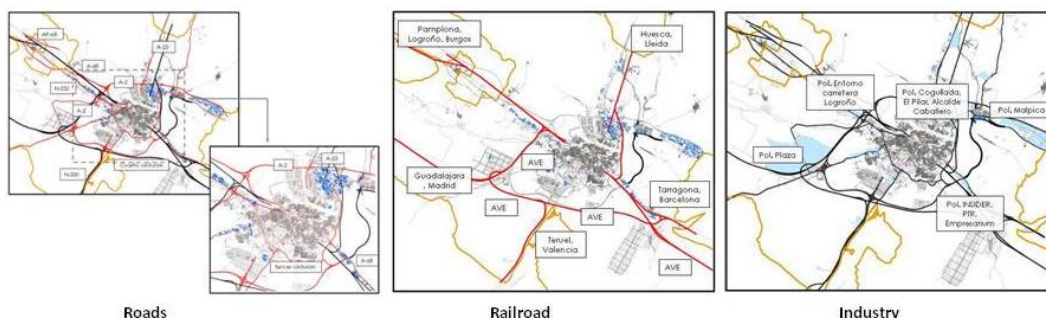 AP-68
A-68
A-23
A-2
N-232
A-2
Cuarto cinturón
N-330
A-2
A-23
Tercer cinturón
A-68
Pamplona,
Logroño, Burgos
Huesca,
Lleida
AVE
Guadalajara
, Madrid
AVE
AVE
Tarragona,
Barcelona
Teruel,
Valencia
AVE
Pol. Entorno
carretera
Logroño
Pol. Cogullada,
El Pilar, Alcalde
Caballero
Pol. Malpica
Pol. Plaza
Pol. INSIDER,
PTR,
Empresarium
Roads
Railroad
Industry